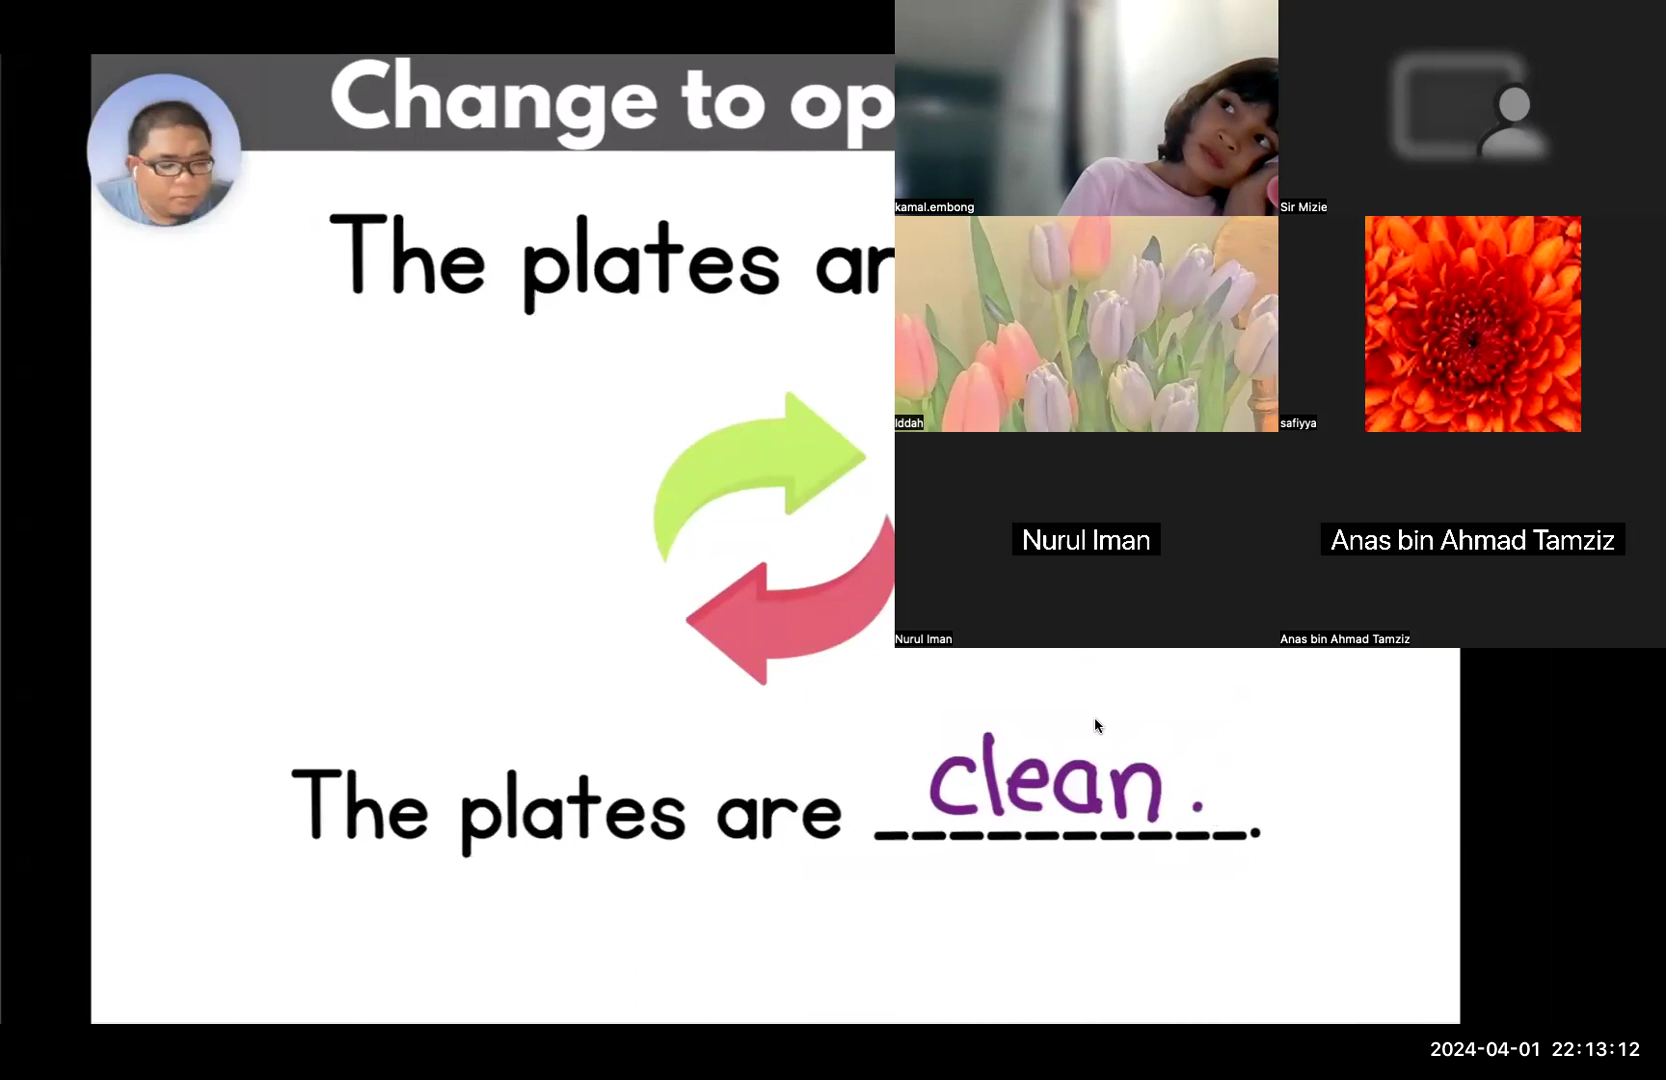 Change to op
The plates ar
The plates are clean.
__________.
kamal.embong
Sir Mizie
Iddah
safiyya
Nurul Iman
Anas bin Ahmad Tamziz
Nurul Iman
Anas bin Ahmad Tamziz
2024-04-01 22:13:12